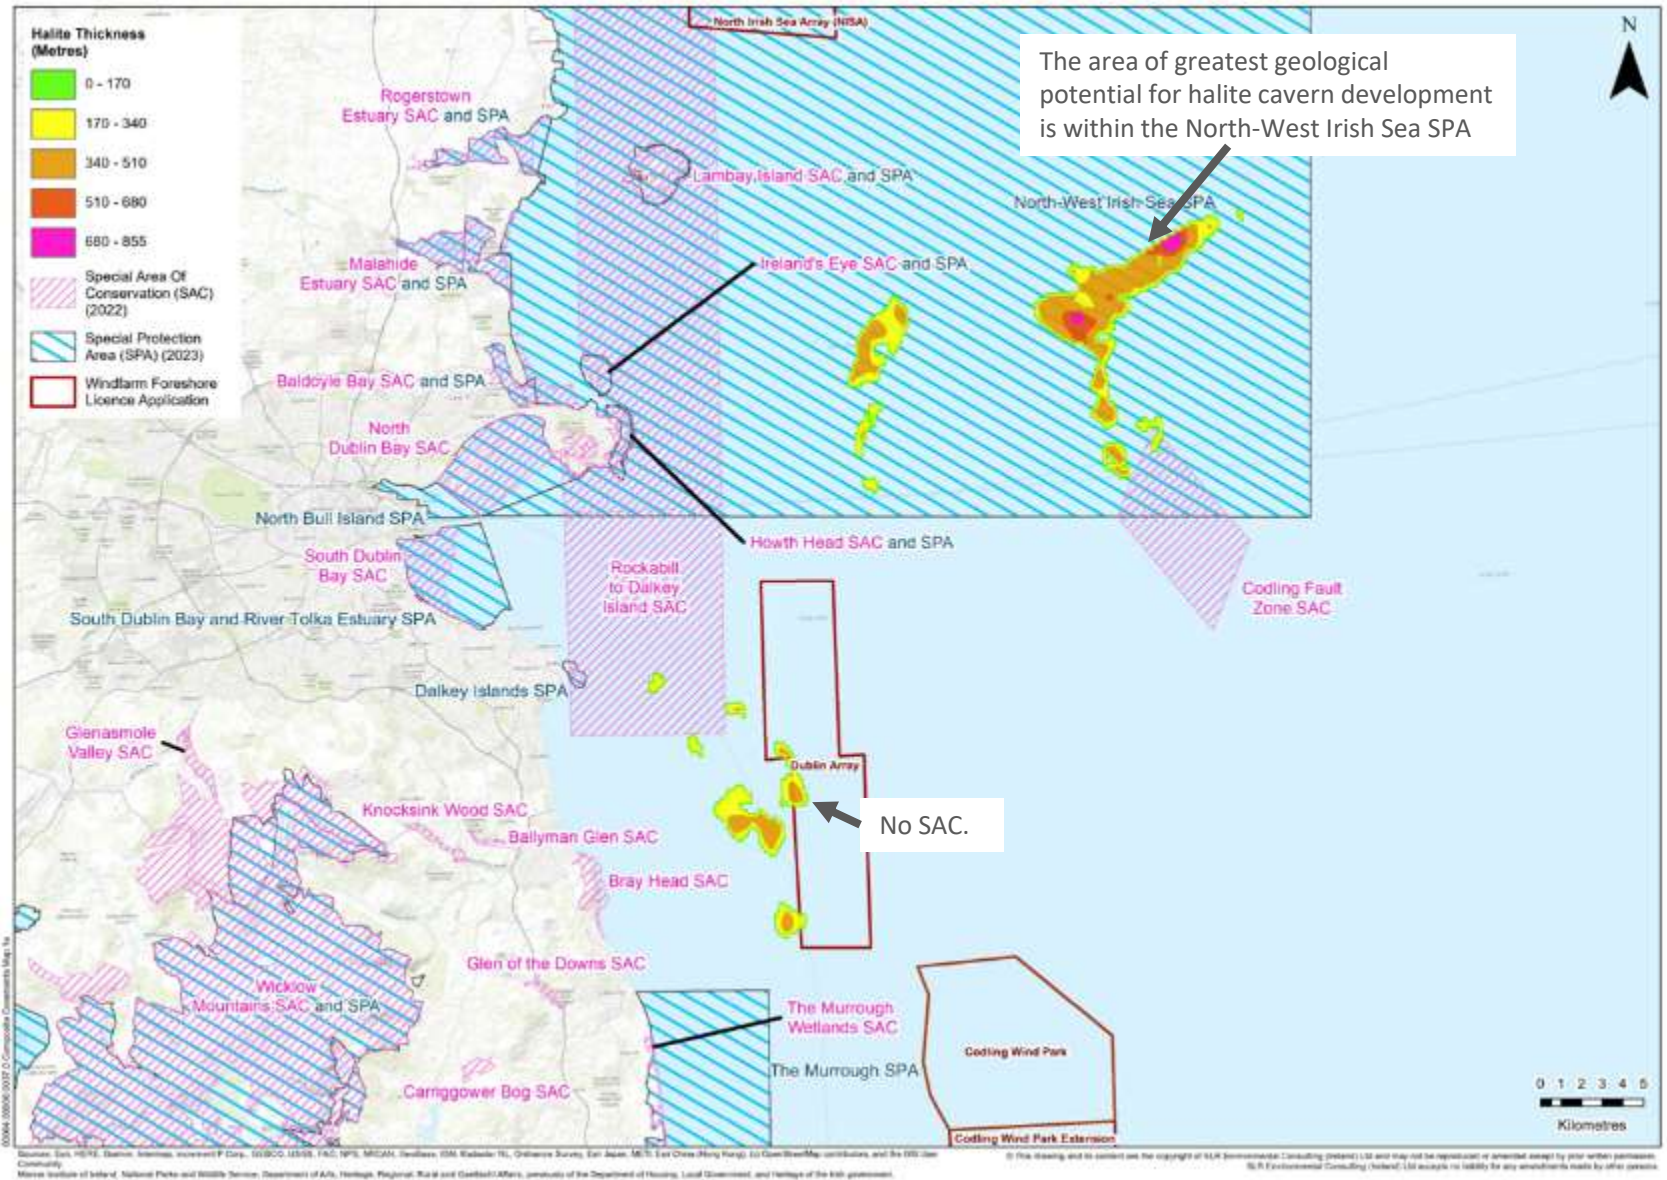 Halite Thickness
(Metres)
0 - 170
170 - 340
340 - 510
510 - 680
680 - 855
Special Area Of
Conservation (SAC)
(2022)
Special Protection
Area (SPA) (2023)
Windfarm Foreshore
Licence Application
North Irish Sea Array (NISA)
N
The area of greatest geological
potential for halite cavern development
is within the North-West Irish Sea SPA
Rogerstown
Estuary SAC and SPA
Lambay Island SAC and SPA
North-West Irish Sea SPA
Malahide
Estuary SAC and SPA
Ireland's Eye SAC and SPA
Baldoyle Bay SAC and SPA
North
Dublin Bay SAC
North Bull Island SPA
South Dublin
Bay SAC
Howth Head SAC and SPA
Rockabill
to Dalkey
Island SAC
Codling Fault
Zone SAC
South Dublin Bay and River Tolka Estuary SPA
Dalkey Islands SPA
Glenasmole
Valley SAC
Dublin Array
Knocksink Wood SAC
Ballyman Glen SAC
No SAC.
Bray Head SAC
Glen of the Downs SAC
Wicklow
Mountains SAC and SPA
The Murrough
Wetlands SAC
Codling Wind Park
The Murrough SPA
Carriggower Bog SAC
Codling Wind Park Extension
0 1 2 3 4 5
Kilometres